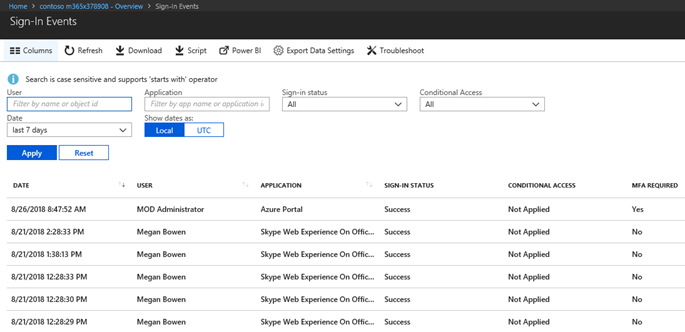 Home > contoso m365x378908 - Overview > Sign-In Events
Sign-In Events
Columns Refresh Download Script Power BI Export Data Settings Troubleshoot
Search is case sensitive and supports 'starts with' operator
User Application Sign-in status Conditional Access
Filter by name or object id Filter by app name or application i All All
Date Show dates as:
last 7 days Local UTC
Apply Reset
DATE USER APPLICATION SIGN-IN STATUS CONDITIONAL ACCESS MFA REQUIRED
8/26/2018 8:47:52 AM MOD Administrator Azure Portal Success Not Applied Yes
8/21/2018 2:28:33 PM Megan Bowen Skype Web Experience On Offic... Success Not Applied No
8/21/2018 1:38:13 PM Megan Bowen Skype Web Experience On Offic... Success Not Applied No
8/21/2018 12:28:33 PM Megan Bowen Skype Web Experience On Offic... Success Not Applied No
8/21/2018 12:28:30 PM Megan Bowen Skype Web Experience On Offic... Success Not Applied No
8/21/2018 12:28:29 PM Megan Bowen Skype Web Experience On Offic... Success Not Applied No